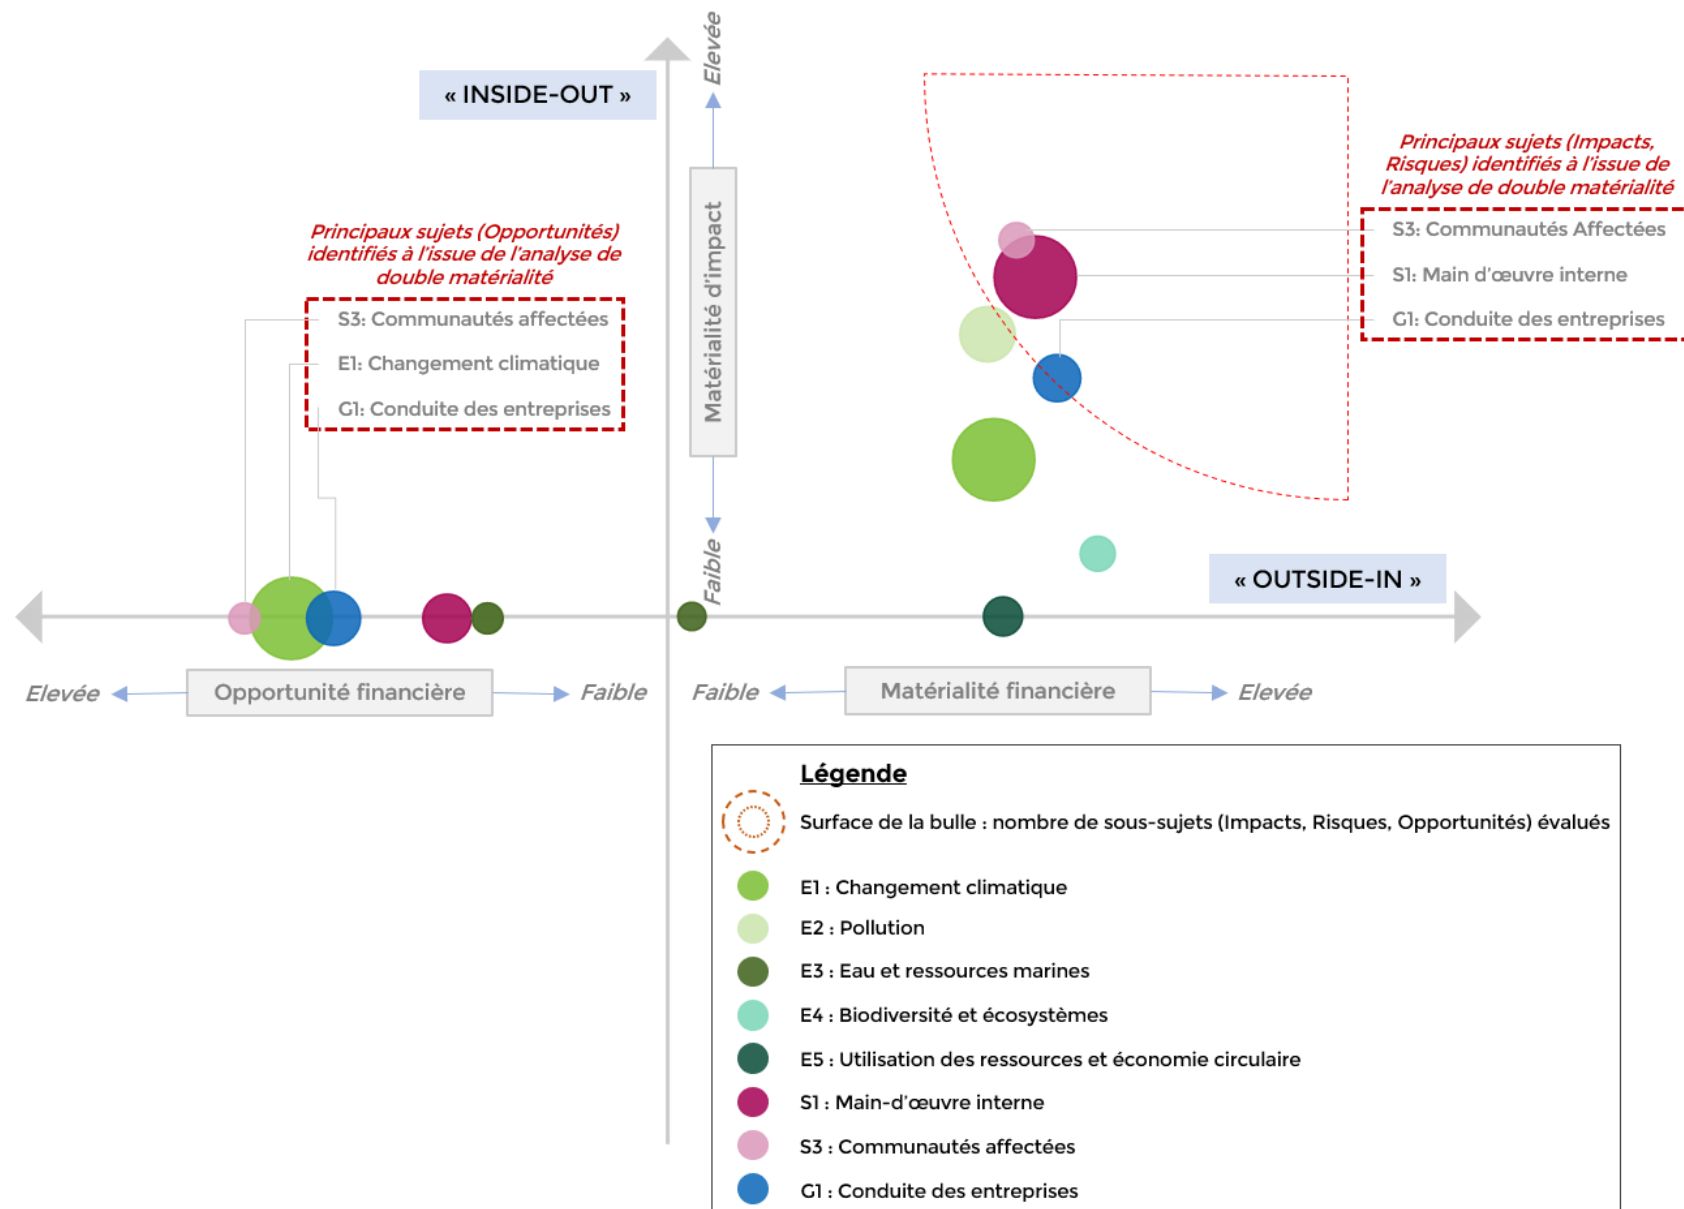 « INSIDE-OUT »
Elevée
Matérialité d'impact
Faible
Principaux sujets (Opportunités)
identifiés à l'issue de l'analyse de
double matérialité
S3: Communautés affectées
E1: Changement climatique
G1: Conduite des entreprises
Principaux sujets (Impacts,
Risques) identifiés à l'issue de
l'analyse de double matérialité
S3: Communautés Affectées
S1: Main d'œuvre interne
G1: Conduite des entreprises
« OUTSIDE-IN »
Elevée
Opportunité financière
Faible
Faible
Matérialité financière
Elevée
Légende
Surface de la bulle : nombre de sous-sujets (Impacts, Risques, Opportunités) évalués
E1 : Changement climatique
E2 : Pollution
E3 : Eau et ressources marines
E4 : Biodiversité et écosystèmes
E5 : Utilisation des ressources et économie circulaire
S1 : Main-d'œuvre interne
S3 : Communautés affectées
G1 : Conduite des entreprises